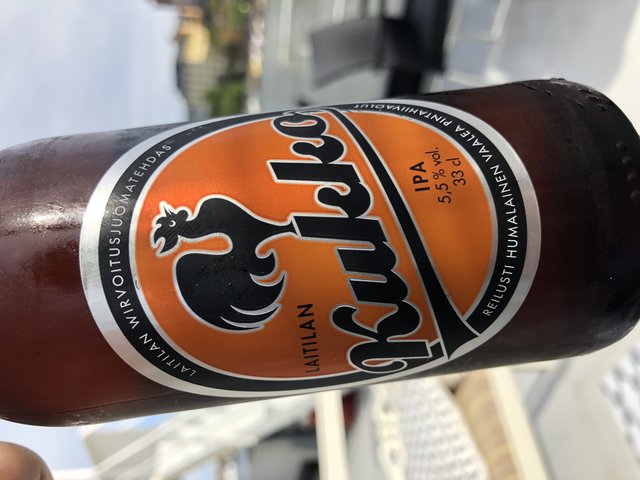 LAITILAN WIRVOITUSJUOMATEHDAS
LAITILAN
Kukko
IPA
5,5% vol.
33 cl
REILUSTI HUMALAINEN VAALEA PINTAHIIVAOLUT